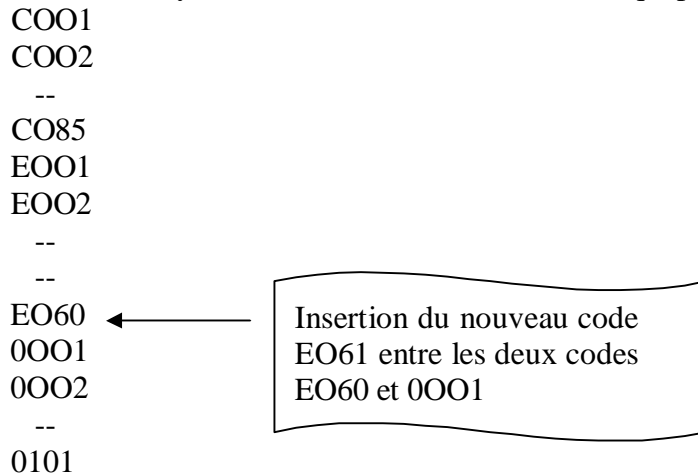 COO1
COO2
--
CO85
EOO1
EOO2
--
--
EO60
0OO1
0OO2
--
0101
Insertion du nouveau code
EO61 entre les deux codes
EO60 et 0OO1